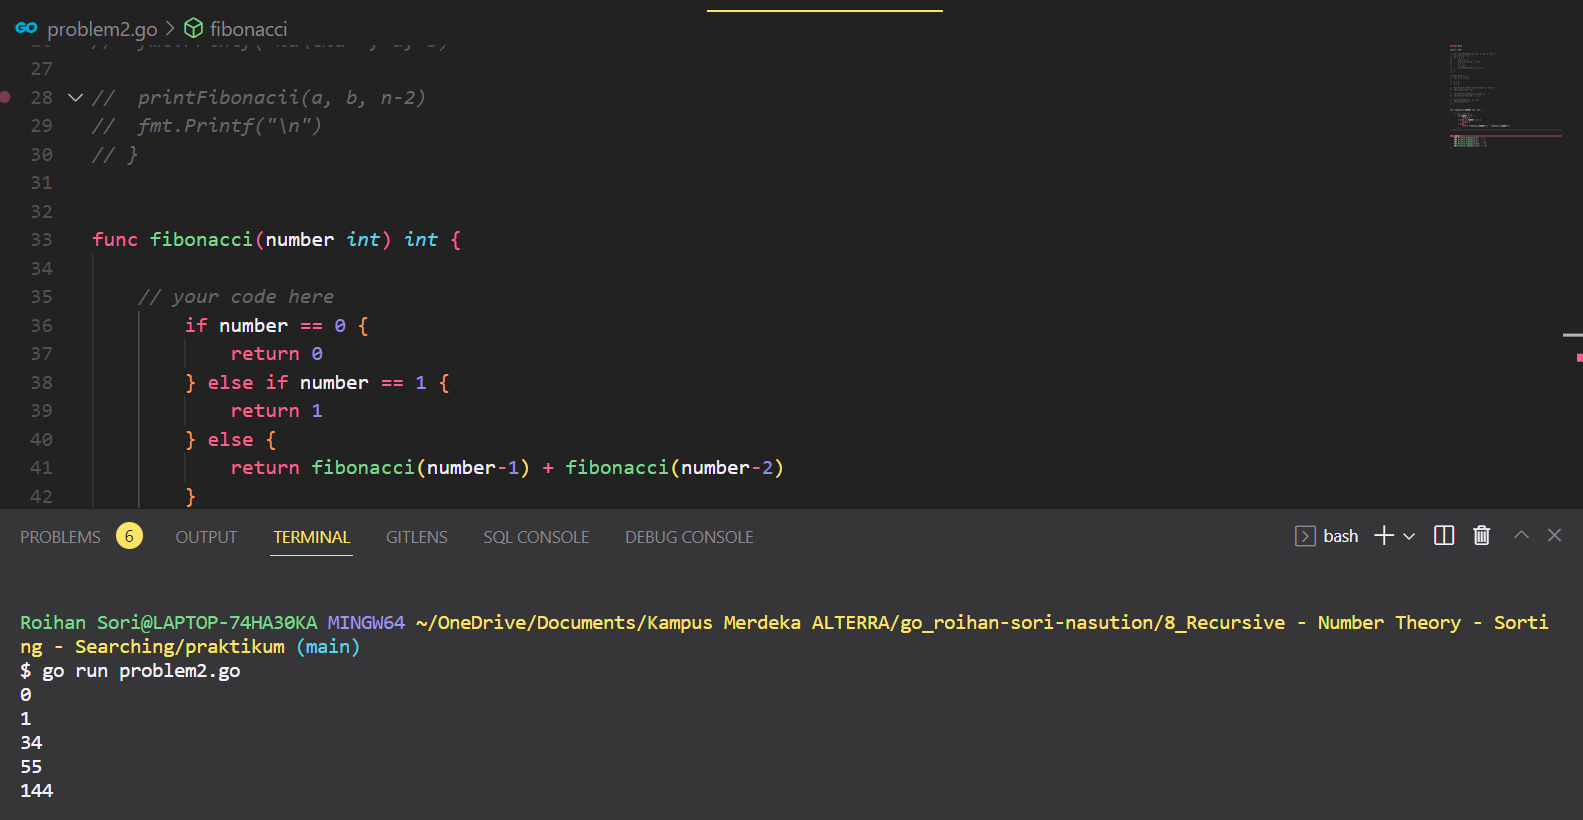 GO problem2.go > fibonacci
27
28 // printFibonacii(a, b, n-2)
29 // fmt.Printf("\n")
30 // }
31
32
33 func fibonacci(number int) int {
34
35 // your code here
36 if number == 0 {
37 return 0
38 } else if number == 1 {
39 return 1
40 } else {
41 return fibonacci(number-1) + fibonacci(number-2)
42 }
PROBLEMS 6 OUTPUT TERMINAL GITLENS SQL CONSOLE DEBUG CONSOLE bash
Roihan Sori@LAPTOP-74HA30KA MINGW64 ~/OneDrive/Documents/Kampus Merdeka ALTERRA/go_roihan-sori-nasution/8_Recursive - Number Theory - Sorti
ng - Searching/praktikum (main)
$ go run problem2.go
0
1
34
55
144